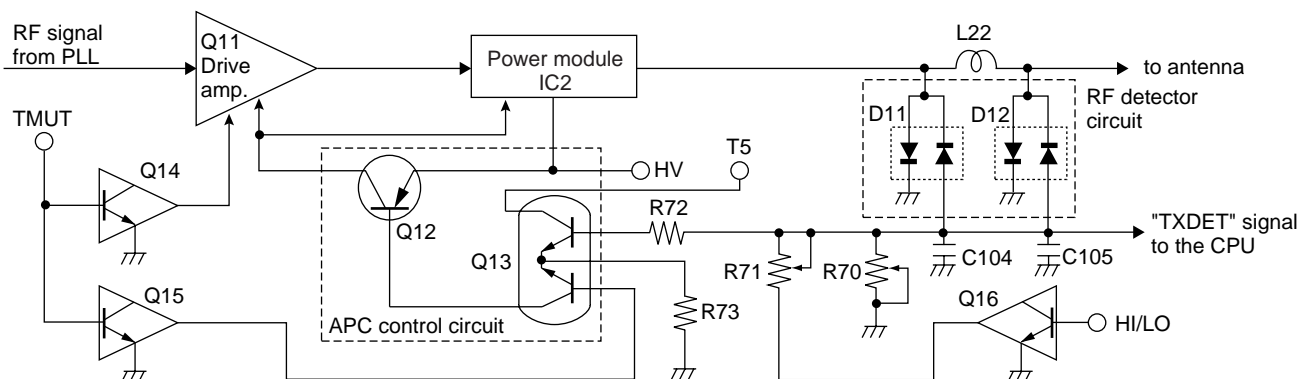 RF signal
from PLL
Q11
Drive
amp.
Power module
IC2
L22
to antenna
RF detector
circuit
D11
D12
TMUT
Q14
T5
HV
Q12
R72
"TXDET" signal
to the CPU
Q13
R71
R70
C104
C105
Q15
R73
Q16
HI/LO
APC control circuit